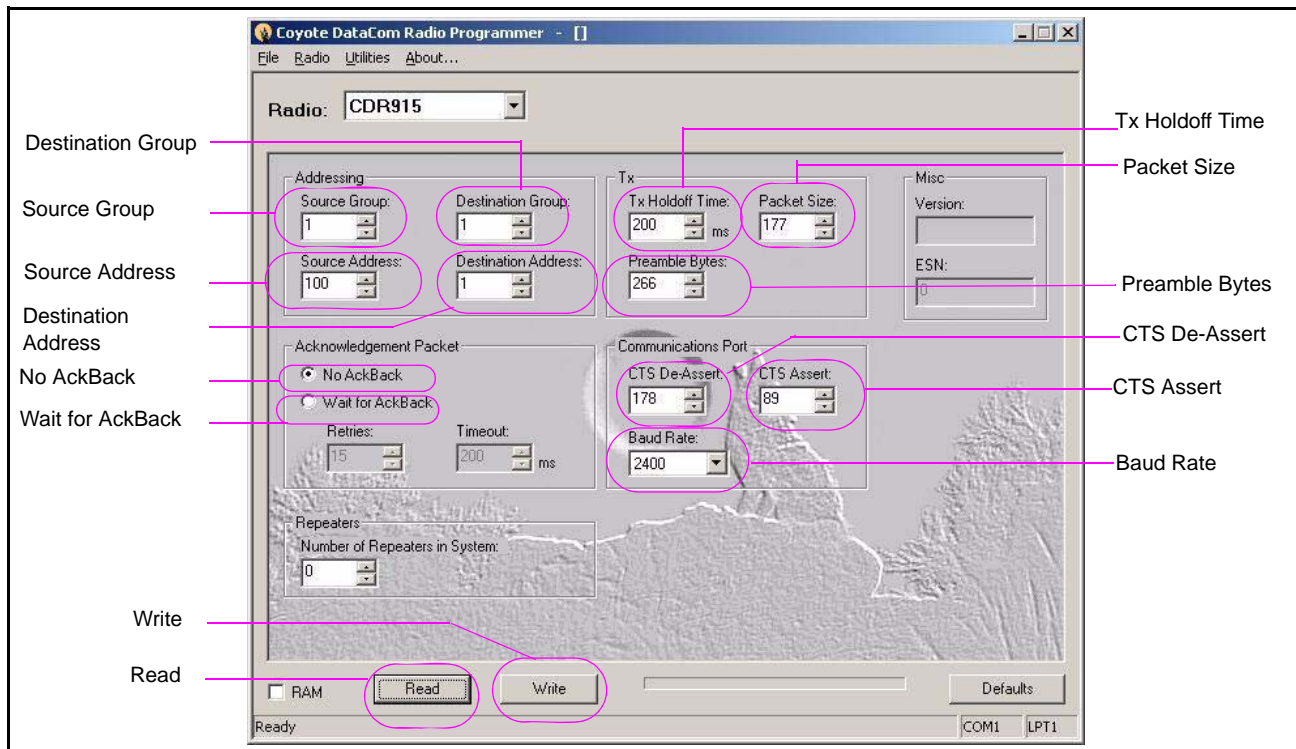 Coyote DataCom Radio Programmer - []
File Radio Utilities About...
Radio: CDR915
Destination Group
Source Group
Source Address
Destination
Address
No AckBack
Wait for AckBack
Write
Read
Tx Holdoff Time
Packet Size
Preamble Bytes
CTS De-Assert
CTS Assert
Baud Rate
Addressing
Source Group: Destination Group:
1 1
Source Address: Destination Address:
100 1
Tx
Tx Holdoff Time: Packet Size:
200 ms 177
Preamble Bytes:
266
Misc
Version:
ESN:
0
Acknowledgement Packet
No AckBack
Wait for AckBack
Retries: Timeout:
15 200 ms
Communications Port
CTS De-Assert: CTS Assert:
178 89
Baud Rate:
2400
Repeaters
Number of Repeaters in System:
0
RAM Read Write Defaults
Ready COM1 LPT1